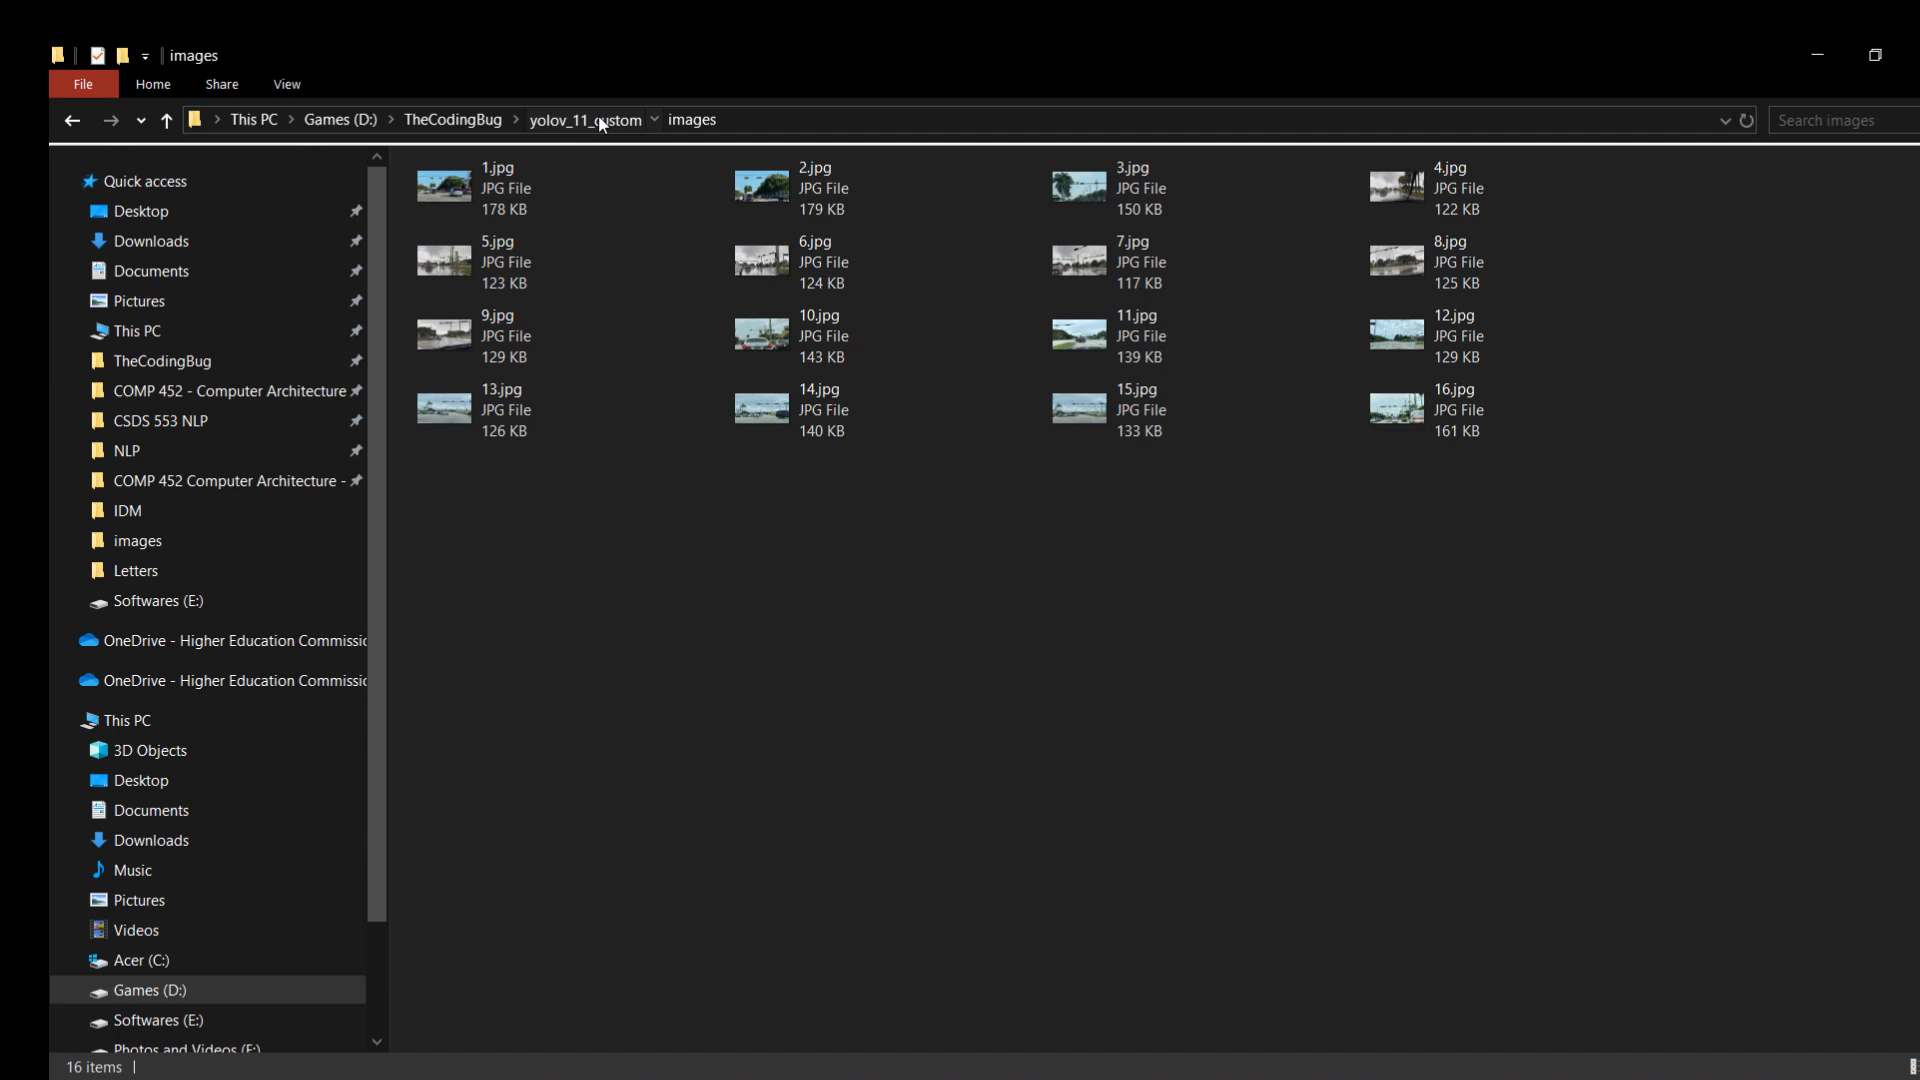 images
File Home Share View
This PC Games (D:) TheCodingBug yolov_11_custom images
Search images
Quick access
Desktop
Downloads
Documents
Pictures
This PC
TheCodingBug
COMP 452 - Computer Architecture
CSDS 553 NLP
NLP
COMP 452 Computer Architecture -
IDM
images
Letters
Softwares (E:)
OneDrive - Higher Education Commissic
OneDrive - Higher Education Commissic
This PC
3D Objects
Desktop
Documents
Downloads
Music
Pictures
Videos
Acer (C:)
Games (D:)
Softwares (E:)
Photos and Videos (F:)
1.jpg
JPG File
178 KB
2.jpg
JPG File
179 KB
3.jpg
JPG File
150 KB
4.jpg
JPG File
122 KB
5.jpg
JPG File
123 KB
6.jpg
JPG File
124 KB
7.jpg
JPG File
117 KB
8.jpg
JPG File
125 KB
9.jpg
JPG File
129 KB
10.jpg
JPG File
143 KB
11.jpg
JPG File
139 KB
12.jpg
JPG File
129 KB
13.jpg
JPG File
126 KB
14.jpg
JPG File
140 KB
15.jpg
JPG File
133 KB
16.jpg
JPG File
161 KB
16 items